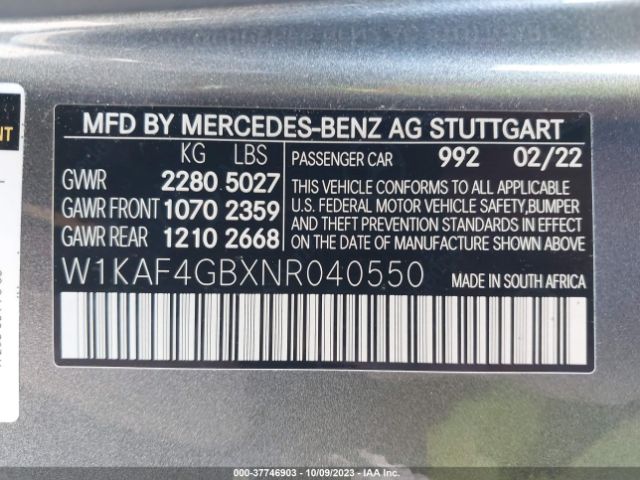 MFD BY MERCEDES-BENZ AG STUTTGART
KG LBS
GVWR 2280 5027
GAWR FRONT 1070 2359
GAWR REAR 1210 2668
PASSENGER CAR 992 02/22
THIS VEHICLE CONFORMS TO ALL APPLICABLE
U.S. FEDERAL MOTOR VEHICLE SAFETY,BUMPER
AND THEFT PREVENTION STANDARDS IN EFFECT
ON THE DATE OF MANUFACTURE SHOWN ABOVE
W1KAF4GBXNR040550
MADE IN SOUTH AFRICA
000-37746903 - 10/09/2023 - IAA Inc.